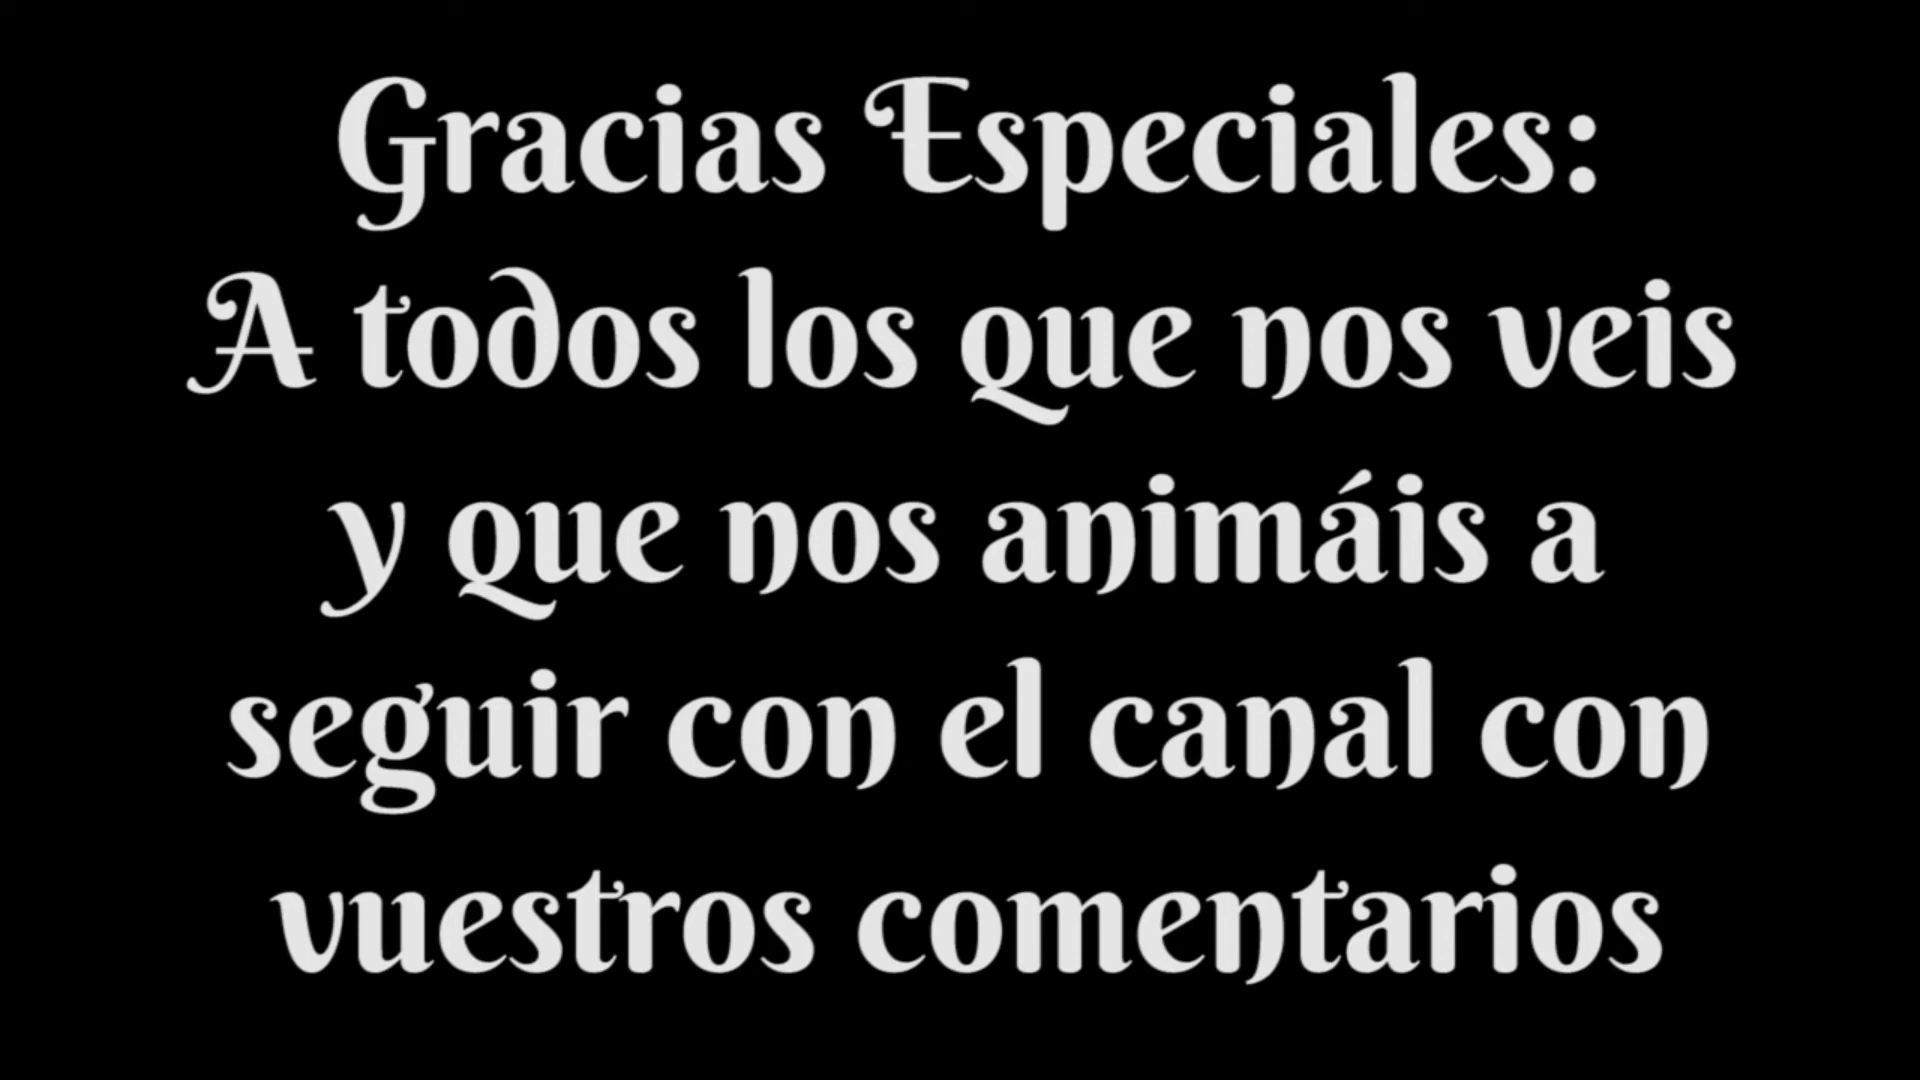 Gracias Especiales:
A todos los que nos veis
y que nos animáis a
seguir con el canal con
vuestros comentarios